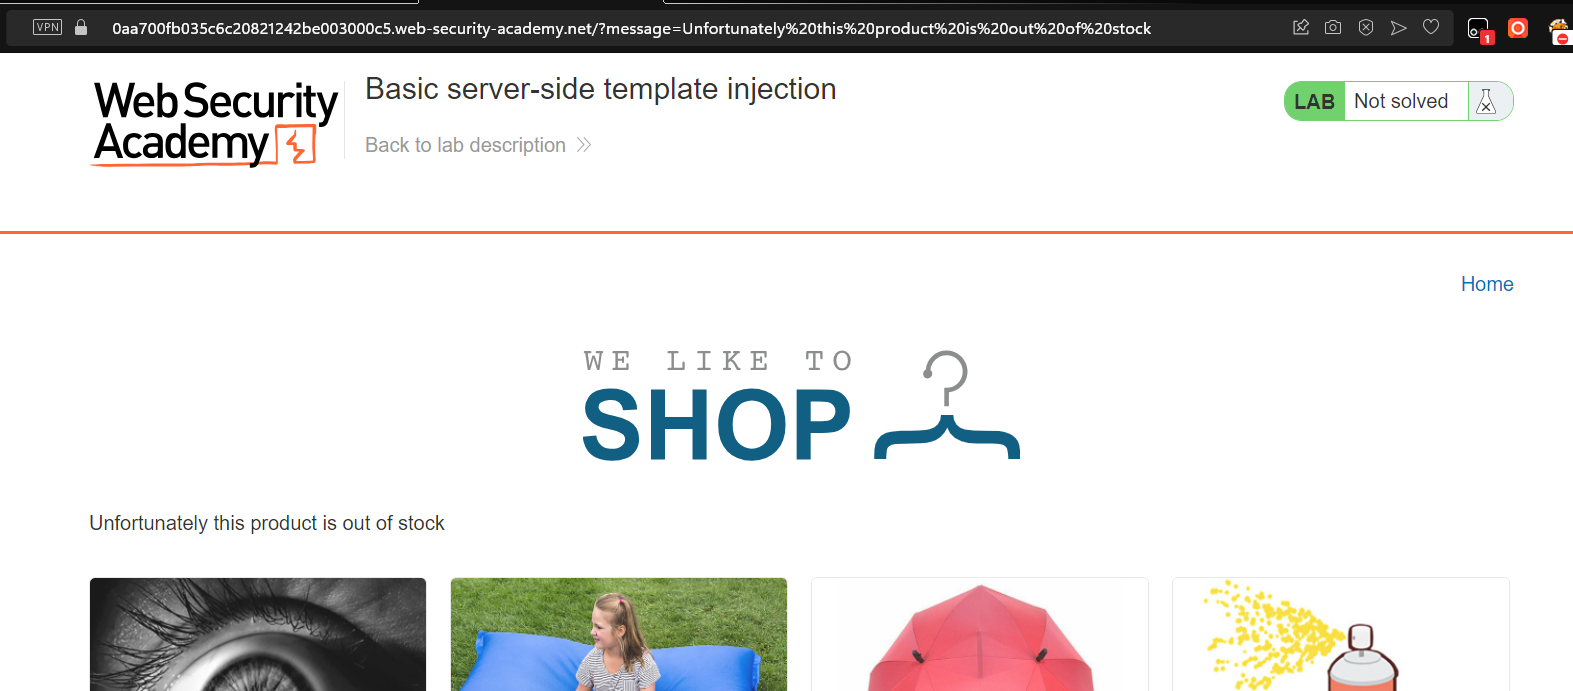 VPN
0aa700fb035c6c20821242be003000c5.web-security-academy.net/?message=Unfortunately%20this%20product%20is%20out%20of%20stock
1
Web Security
Academy
Basic server-side template injection
Back to lab description
LAB Not solved
Home
WE LIKE TO
SHOP
Unfortunately this product is out of stock